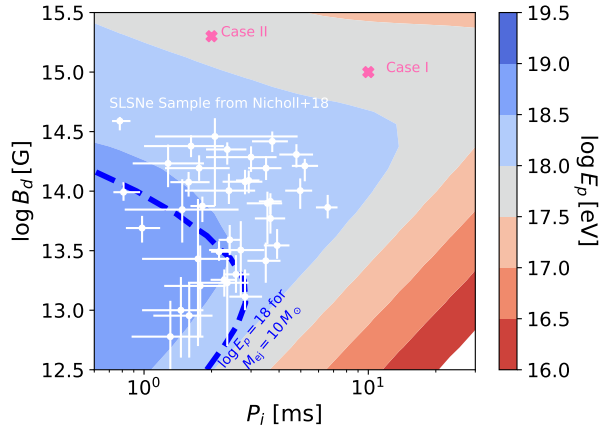 15.5
15.0
14.5
14.0
13.5
13.0
12.5
log B_d [G]
Case II
Case I
SLSNe Sample from Nicholl+18
log E_p = 18 for
M_ej = 10 M_⊙
10^0
10^1
P_i [ms]
19.5
19.0
18.5
18.0
17.5
17.0
16.5
16.0
log E_p [eV]